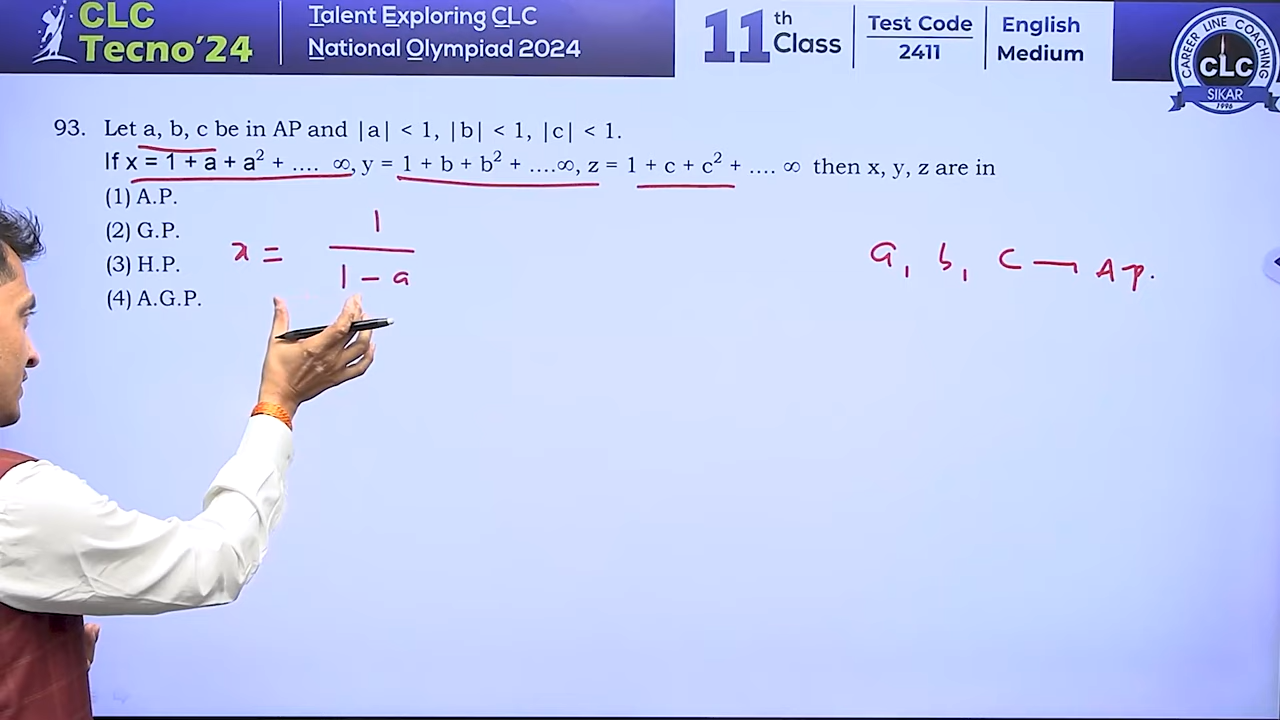 CLC
Tecno'24
Talent Exploring CLC
National Olympiad 2024
11th Class
Test Code
2411
English
Medium
CAREER LINE COACHING
CLC
SIKAR
1996
93. Let a, b, c be in AP and |a| < 1, |b| < 1, |c| < 1.
If x = 1 + a + a² + .... ∞, y = 1 + b + b² + ....∞, z = 1 + c + c² + .... ∞ then x, y, z are in
(1) A.P.
(2) G.P.
(3) H.P.
(4) A.G.P.
x = 1 / (1 - a)
a, b, c → A.P.